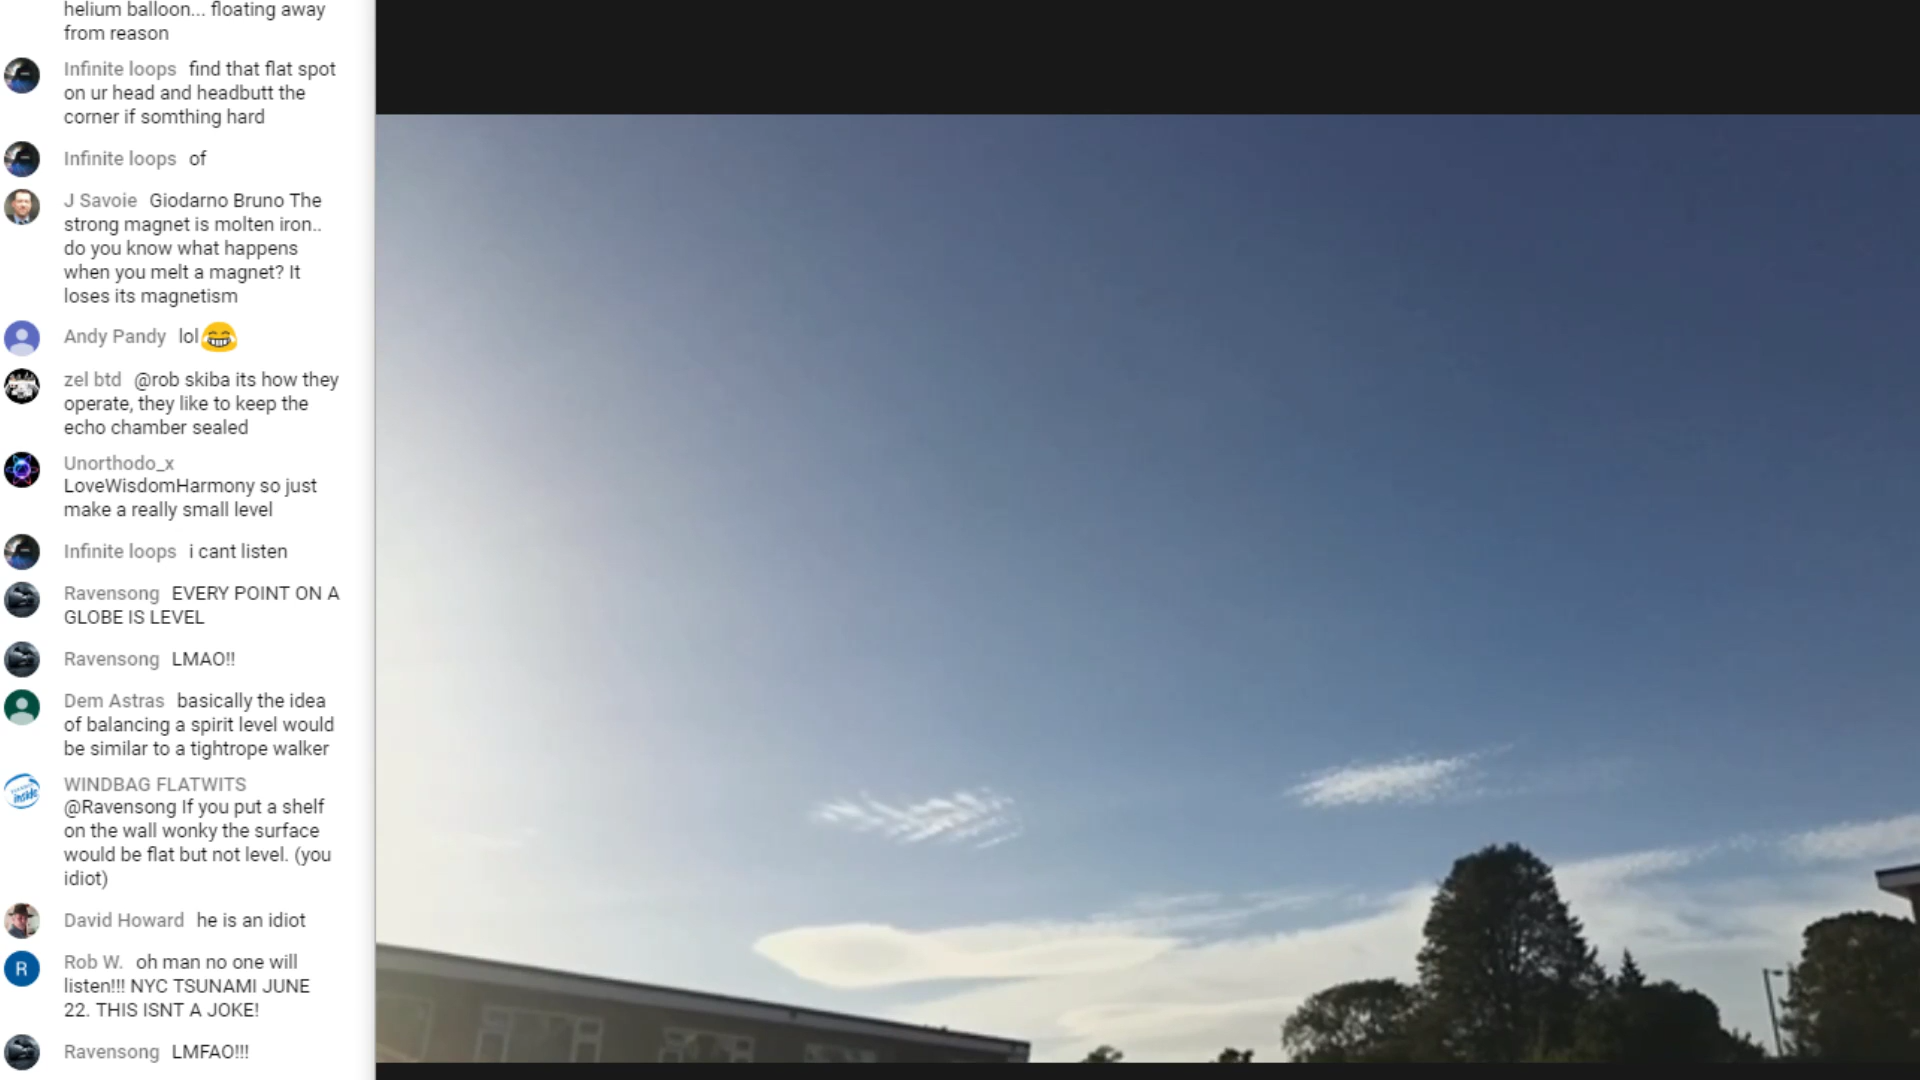 helium balloon... floating away
from reason
Infinite loops find that flat spot
on ur head and headbutt the
corner if somthing hard
Infinite loops of
J Savoie Giodarno Bruno The
strong magnet is molten iron..
do you know what happens
when you melt a magnet? It
loses its magnetism
Andy Pandy lol
zel btd @rob skiba its how they
operate, they like to keep the
echo chamber sealed
Unorthodo_x
LoveWisdomHarmony so just
make a really small level
Infinite loops i cant listen
Ravensong EVERY POINT ON A
GLOBE IS LEVEL
Ravensong LMAO!!
Dem Astras basically the idea
of balancing a spirit level would
be similar to a tightrope walker
WINDBAG FLATWITS
@Ravensong If you put a shelf
on the wall wonky the surface
would be flat but not level. (you
idiot)
David Howard he is an idiot
R
Rob W. oh man no one will
listen!!! NYC TSUNAMI JUNE
22. THIS ISNT A JOKE!
Ravensong LMFAO!!!